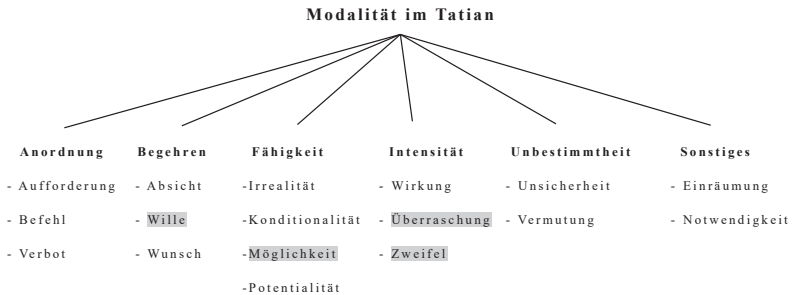 Modalität im Tatian
Anordnung Begehren Fähigkeit Intensität Unbestimmtheit Sonstiges
- Aufforderung - Absicht -Irrealität - Wirkung - Unsicherheit - Einräumung
- Befehl - Wille -Konditionalität - Überraschung - Vermutung - Notwendigkeit
- Verbot - Wunsch -Möglichkeit - Zweifel
-Potentialität